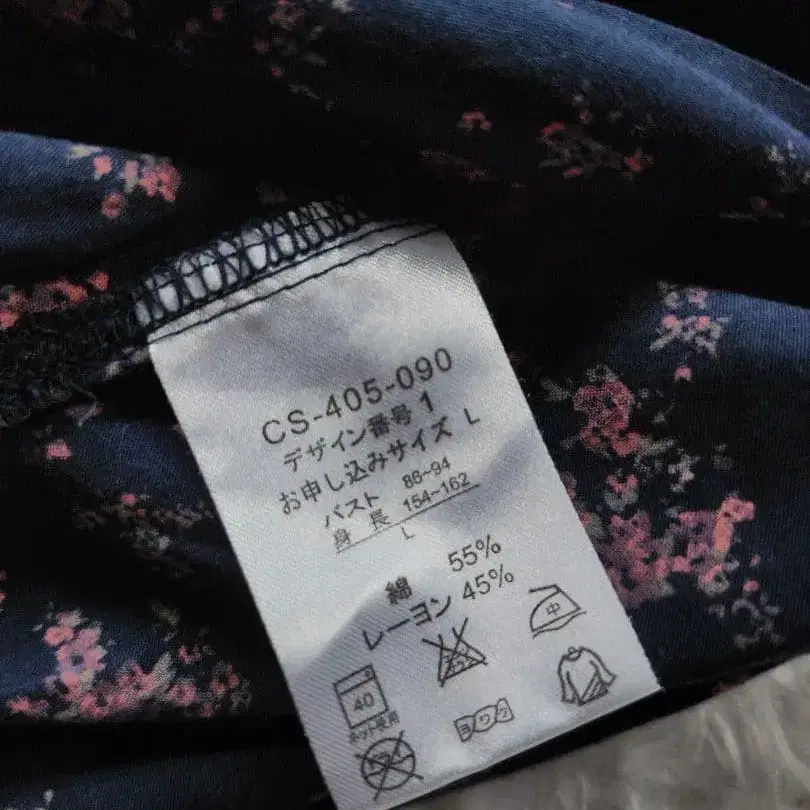 CS-405-090
デザイン番号 1
お申し込みサイズ L
バスト 86~94
身長 154~162
L
綿 55%
レーヨン 45%
中
40
ネット使用
ヨワク